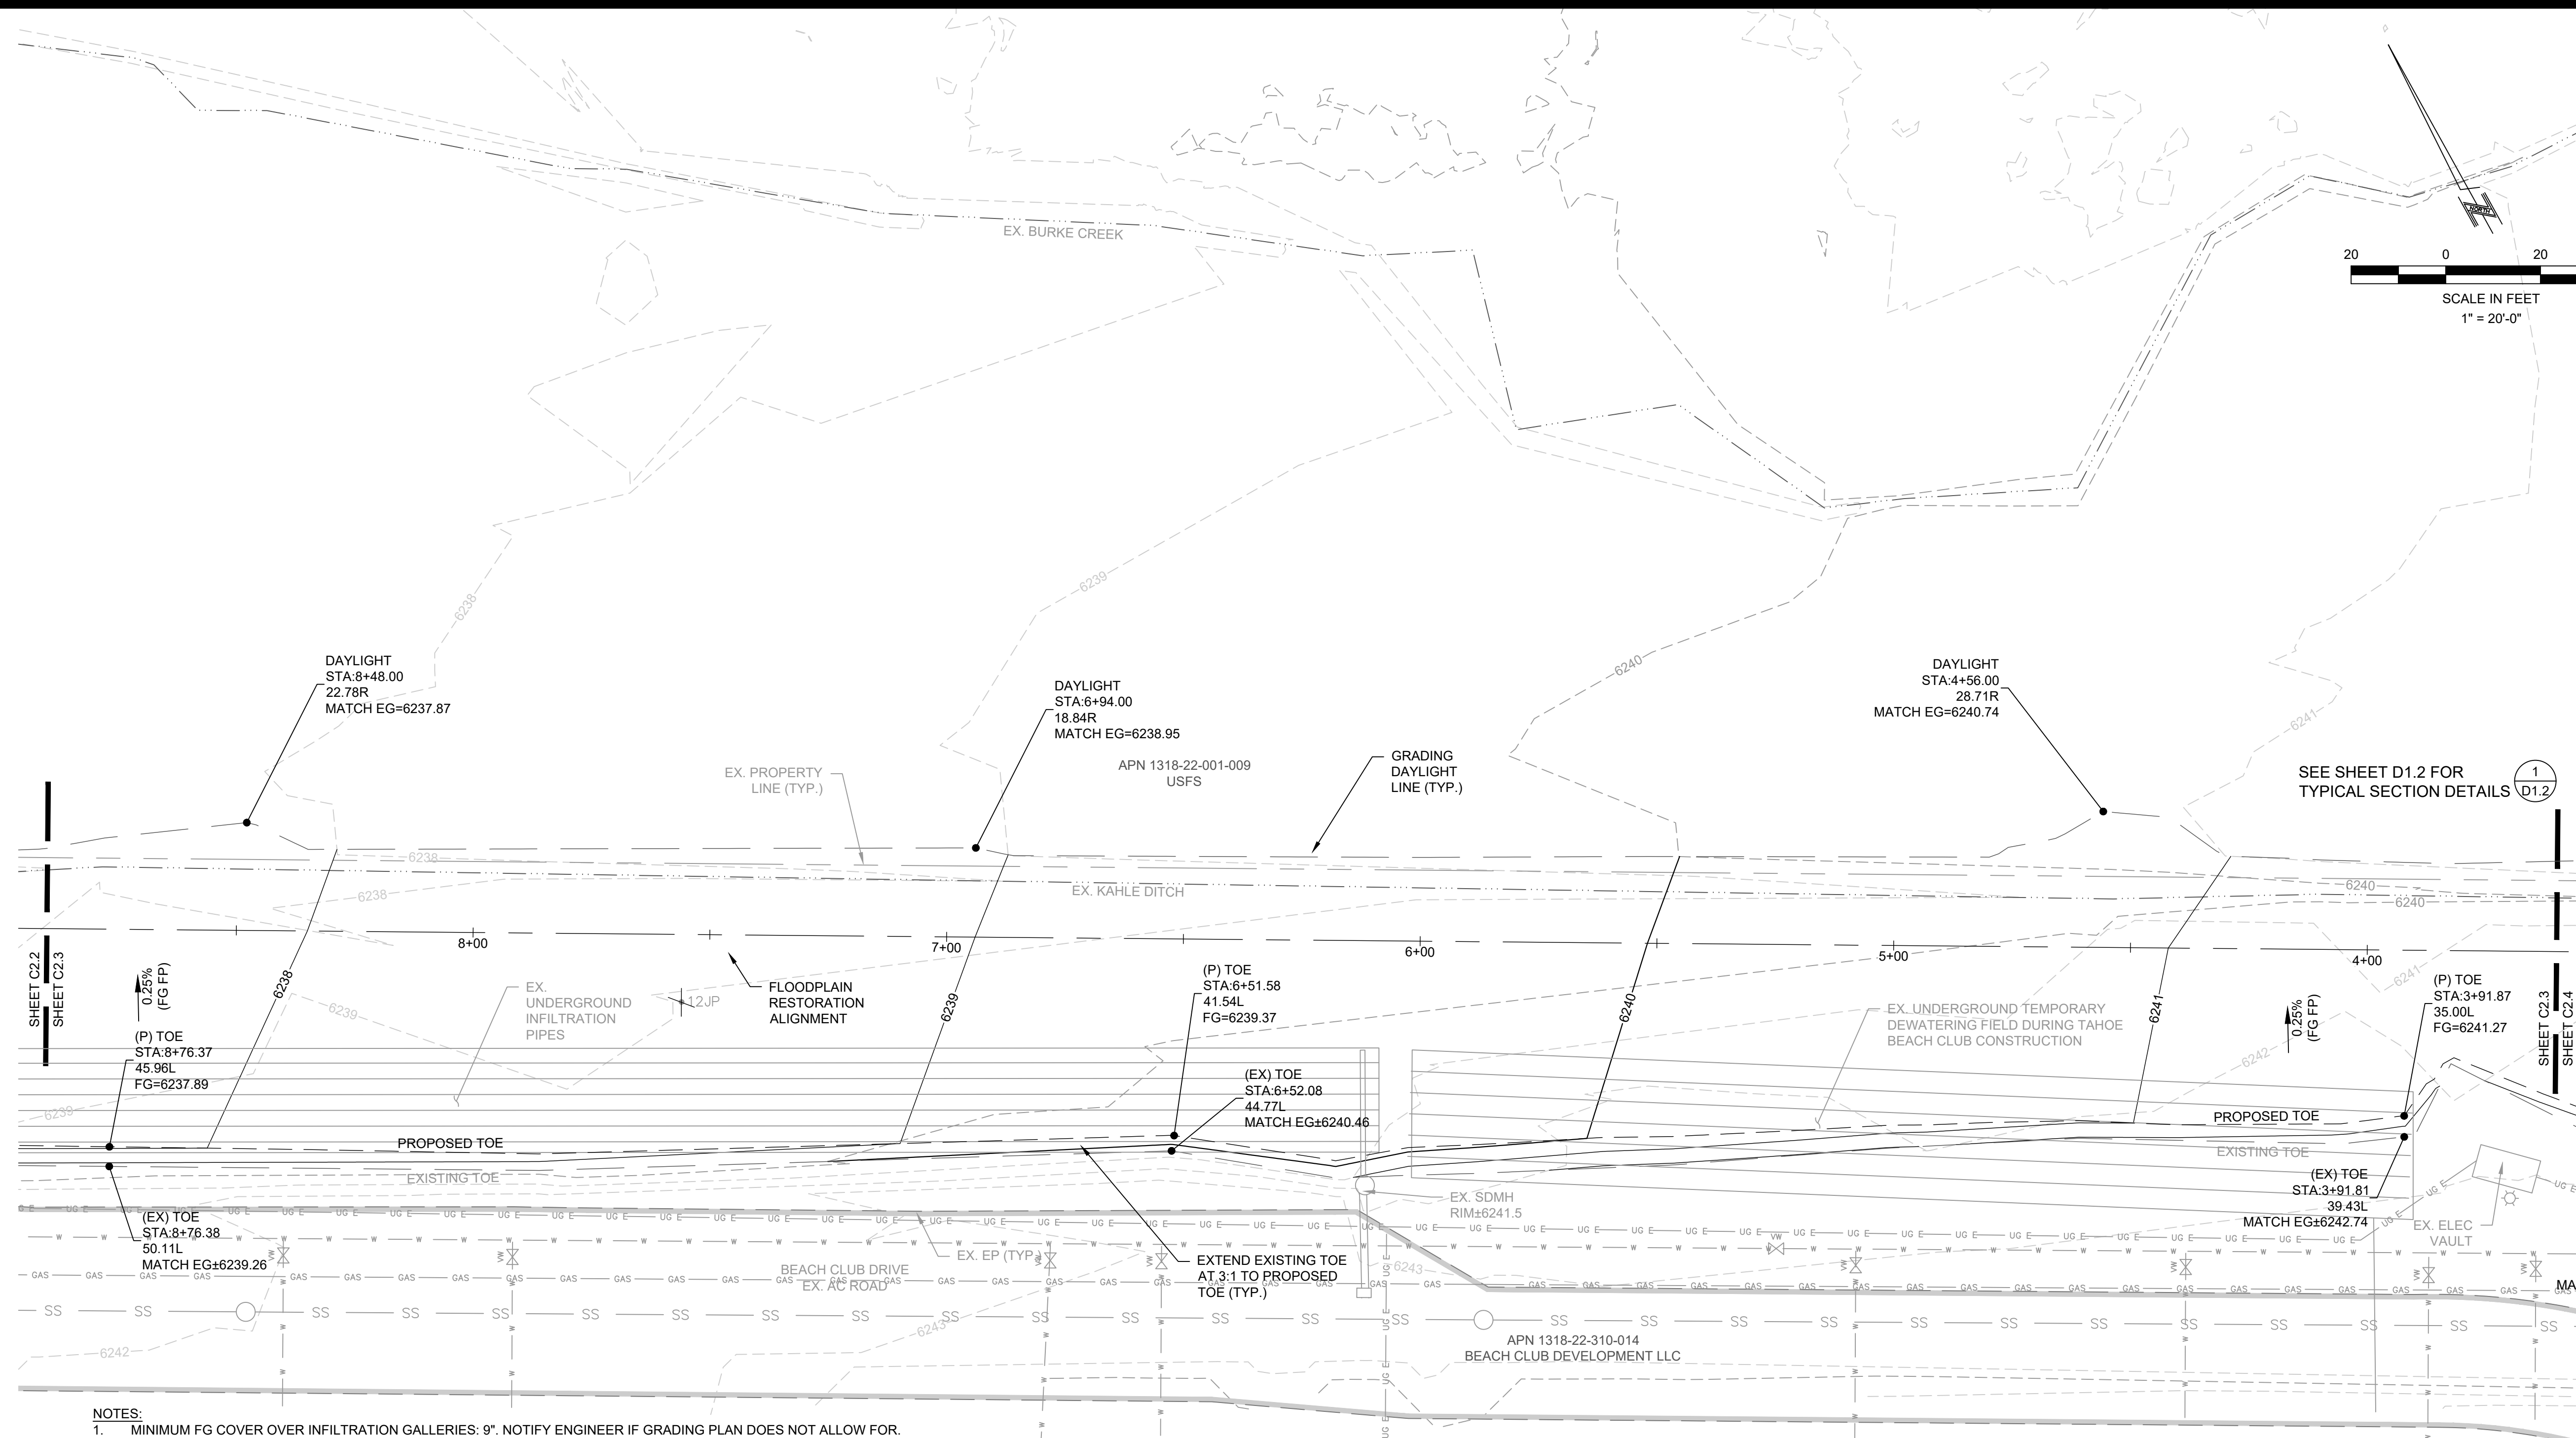 EX. BURKE CREEK
NORTH
20 0 20
SCALE IN FEET
1" = 20'-0"
6238
6239
6240
6241
DAYLIGHT
STA:8+48.00
22.78R
MATCH EG=6237.87
DAYLIGHT
STA:6+94.00
18.84R
MATCH EG=6238.95
DAYLIGHT
STA:4+56.00
28.71R
MATCH EG=6240.74
EX. PROPERTY
LINE (TYP.)
APN 1318-22-001-009
USFS
GRADING
DAYLIGHT
LINE (TYP.)
SEE SHEET D1.2 FOR
TYPICAL SECTION DETAILS
1
D1.2
6238
6238
EX. KAHLE DITCH
6240
6240
8+00
7+00
6+00
5+00
4+00
SHEET C2.2
SHEET C2.3
0.25%
(FG FP)
6238
6239
EX.
UNDERGROUND
INFILTRATION
PIPES
12JP
FLOODPLAIN
RESTORATION
ALIGNMENT
6239
(P) TOE
STA:6+51.58
41.54L
FG=6239.37
6240
EX. UNDERGROUND TEMPORARY
DEWATERING FIELD DURING TAHOE
BEACH CLUB CONSTRUCTION
6241
6242
0.25%
(FG FP)
6241
(P) TOE
STA:3+91.87
35.00L
FG=6241.27
SHEET C2.3
SHEET C2.4
(P) TOE
STA:8+76.37
45.96L
FG=6237.89
6239
(EX) TOE
STA:6+52.08
44.77L
MATCH EG±6240.46
PROPOSED TOE
PROPOSED TOE
EXISTING TOE
EXISTING TOE
(EX) TOE
STA:8+76.38
50.11L
MATCH EG±6239.26
EX. SDMH
RIM±6241.5
(EX) TOE
STA:3+91.81
39.43L
MATCH EG±6242.74
EX. ELEC
VAULT
UG E
W
WV
GAS
SS
EX. EP (TYP.)
BEACH CLUB DRIVE
EX. AC ROAD
EXTEND EXISTING TOE
AT 3:1 TO PROPOSED
TOE (TYP.)
6243
MA
6243
6242
APN 1318-22-310-014
BEACH CLUB DEVELOPMENT LLC
NOTES:
1. MINIMUM FG COVER OVER INFILTRATION GALLERIES: 9". NOTIFY ENGINEER IF GRADING PLAN DOES NOT ALLOW FOR.